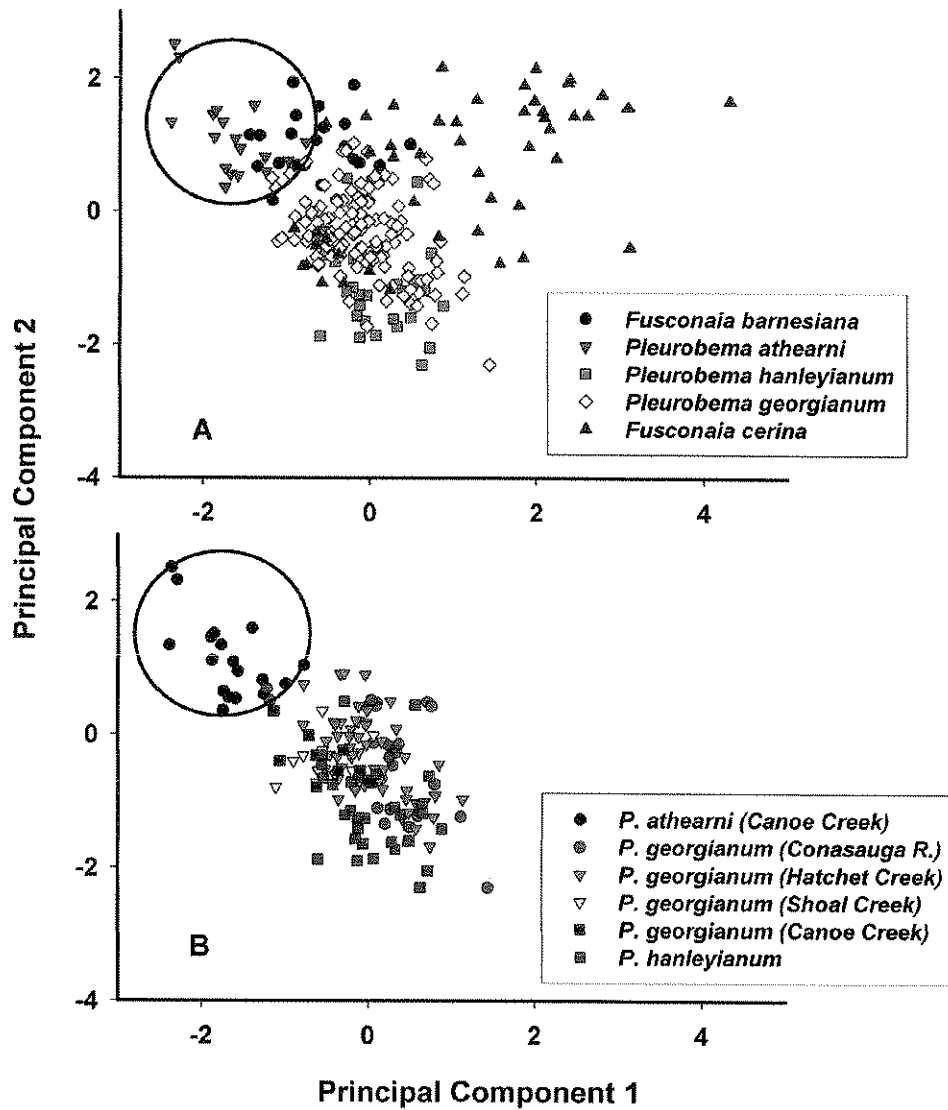 Principal Component 2
2
0
-2
-4
A
Fusconaia barnesiana
Pleurobema athearni
Pleurobema hanleyianum
Pleurobema georgianum
Fusconaia cerina
-2
0
2
4
2
0
-2
-4
B
P. athearni (Canoe Creek)
P. georgianum (Conasauga R.)
P. georgianum (Hatchet Creek)
P. georgianum (Shoal Creek)
P. georgianum (Canoe Creek)
P. hanleyianum
-2
0
2
4
Principal Component 1